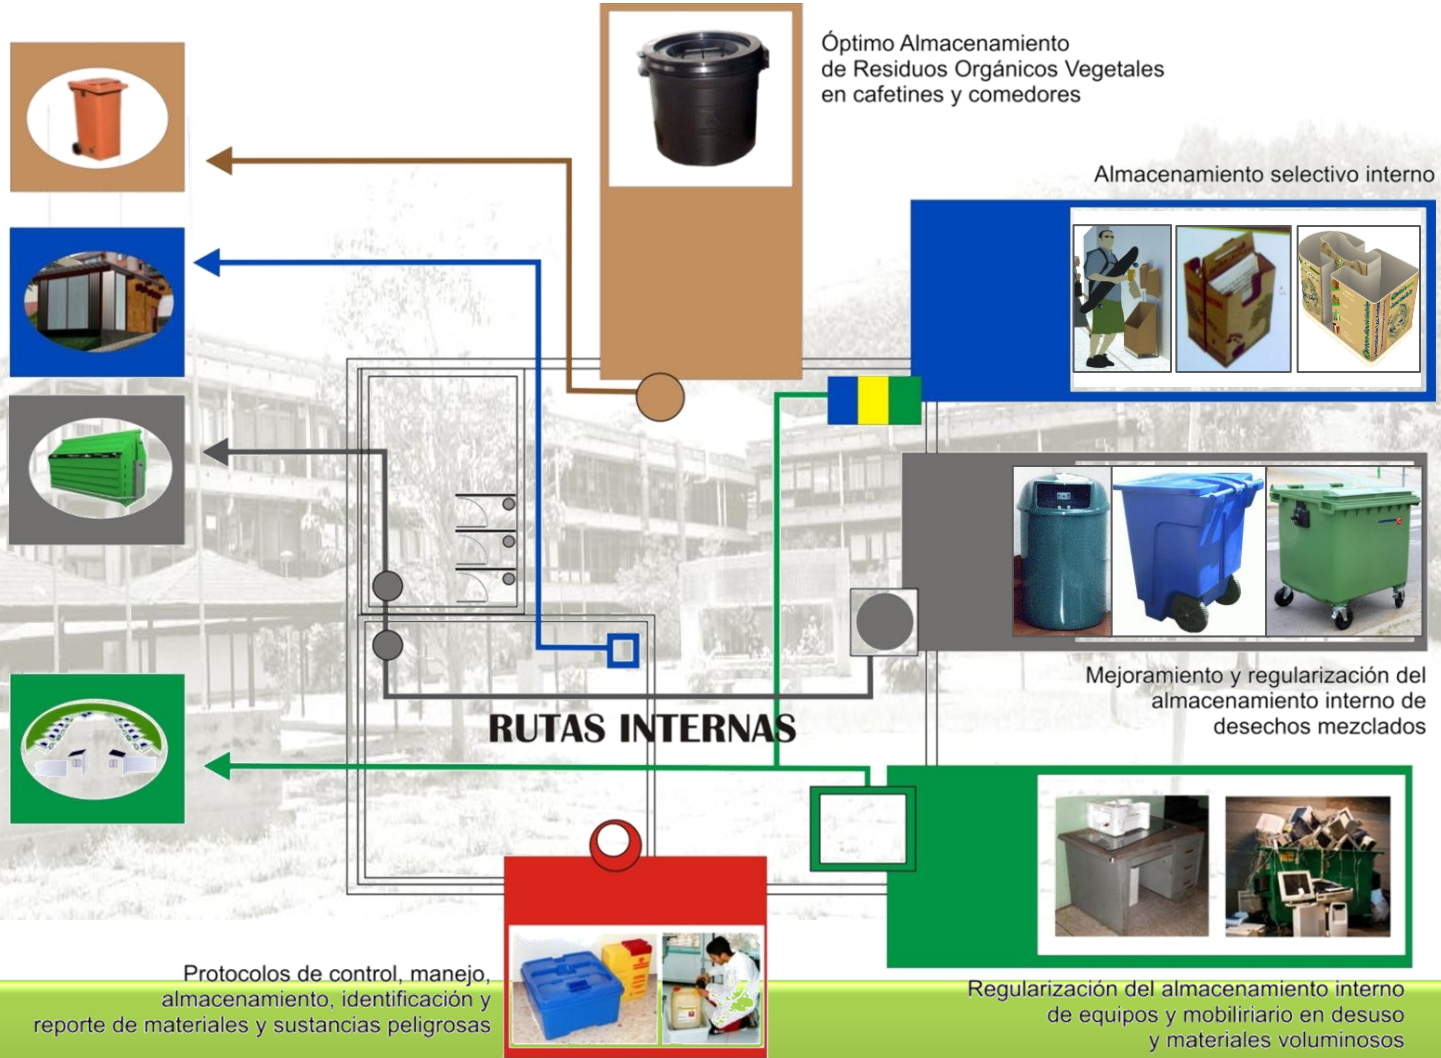 Óptimo Almacenamiento
de Residuos Orgánicos Vegetales
en cafetines y comedores
Almacenamiento selectivo interno
Mejoramiento y regularización del
almacenamiento interno de
desechos mezclados
RUTAS INTERNAS
Protocolos de control, manejo,
almacenamiento, identificación y
reporte de materiales y sustancias peligrosas
Regularización del almacenamiento interno
de equipos y mobiliriario en desuso
y materiales voluminosos